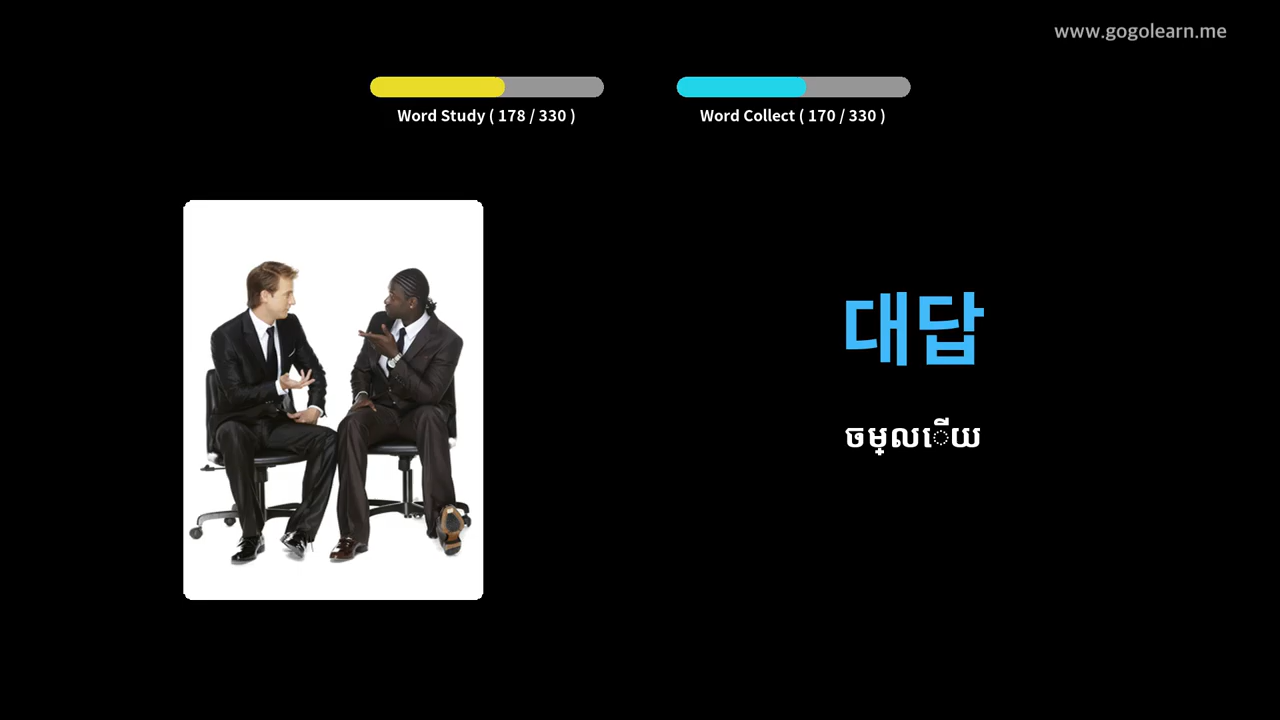 www.gogolearn.me
Word Study ( 178 / 330 )
Word Collect ( 170 / 330 )
대답
ចម្លើយ